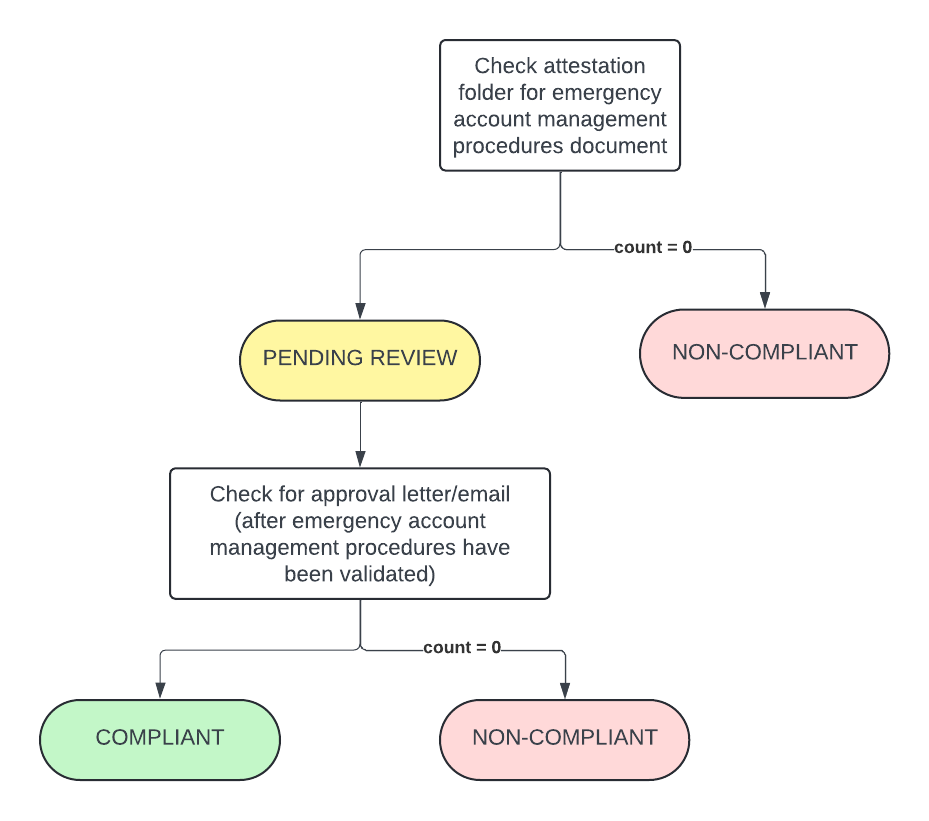 Check attestation
folder for emergency
account management
procedures document
count = 0
PENDING REVIEW
NON-COMPLIANT
Check for approval letter/email
(after emergency account
management procedures have
been validated)
count = 0
COMPLIANT
NON-COMPLIANT